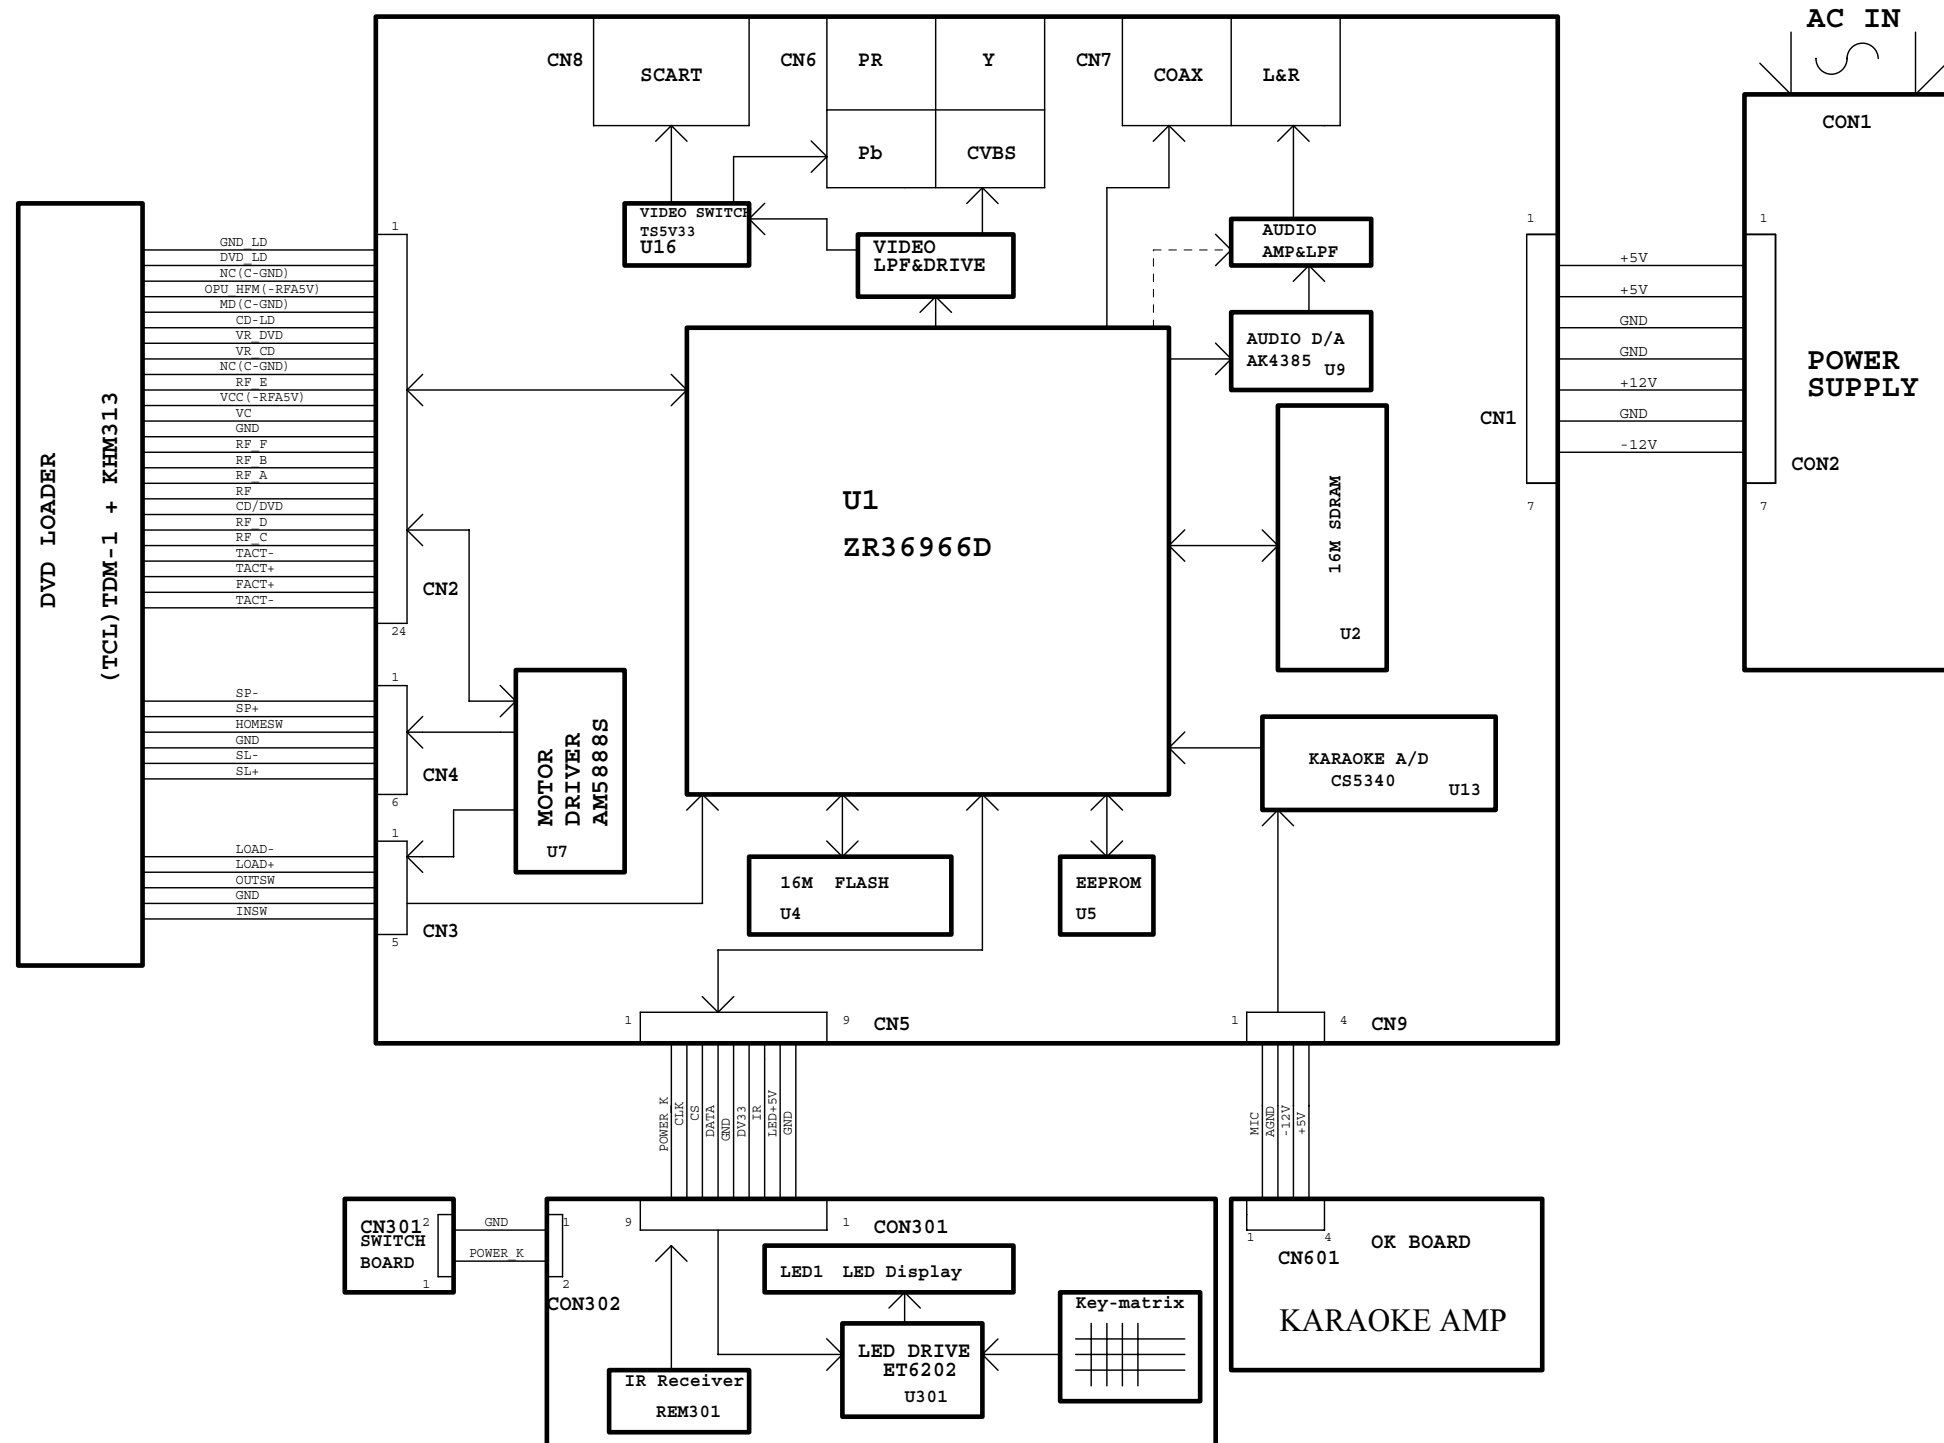 AC IN
CN8
SCART
CN6
PR
Y
Pb
CVBS
CN7
COAX
L&R
CON1
VIDEO SWITCH
TS5V33
U16
VIDEO
LPF&DRIVE
AUDIO
AMP&LPF
AUDIO D/A
AK4385 U9
1
GND_LD
DVD_LD
NC(C-GND)
OPU_HFM(-RFA5V)
MD(C-GND)
CD-LD
VR_DVD
VR_CD
NC(C-GND)
RF_E
VCC(-RFA5V)
VC
GND
RF_F
RF_B
RF_A
RF
CD/DVD
RF_D
RF_C
TACT-
TACT+
FACT+
TACT-
24
CN2
DVD LOADER
(TCL)TDM-1 + KHM313
1
SP-
SP+
HOMESW
GND
SL-
SL+
6
CN4
1
LOAD-
LOAD+
OUTSW
GND
INSW
5
CN3
MOTOR
DRIVER
AM5888S
U7
U1
ZR36966D
16M SDRAM
U2
1
CN1
7
+5V
+5V
GND
GND
+12V
GND
-12V
1
CON2
7
POWER
SUPPLY
KARAOKE A/D
CS5340
U13
16M FLASH
U4
EEPROM
U5
1
9
CN5
1
4
CN9
POWER_K
CLK
CS
DATA
GND
DV33
IR
LED+5V
GND
MIC
AGND
-12V
+5V
CN301
2
SWITCH
BOARD
1
GND
POWER_K
1
2
CON302
9
1
CON301
LED1 LED Display
LED DRIVE
ET6202
U301
Key-matrix
IR Receiver
REM301
1
4
CN601
OK BOARD
KARAOKE AMP